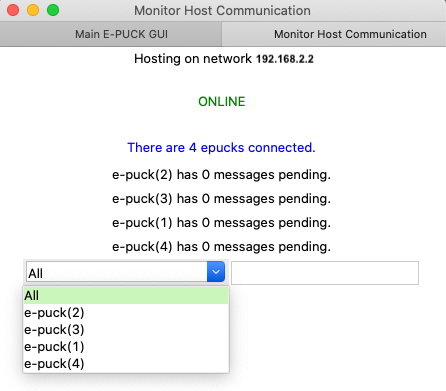 Monitor Host Communication
Main E-PUCK GUI
Monitor Host Communication
Hosting on network 192.168.2.2
ONLINE
There are 4 epucks connected.
e-puck(2) has 0 messages pending.
e-puck(3) has 0 messages pending.
e-puck(1) has 0 messages pending.
e-puck(4) has 0 messages pending.
All
All
e-puck(2)
e-puck(3)
e-puck(1)
e-puck(4)